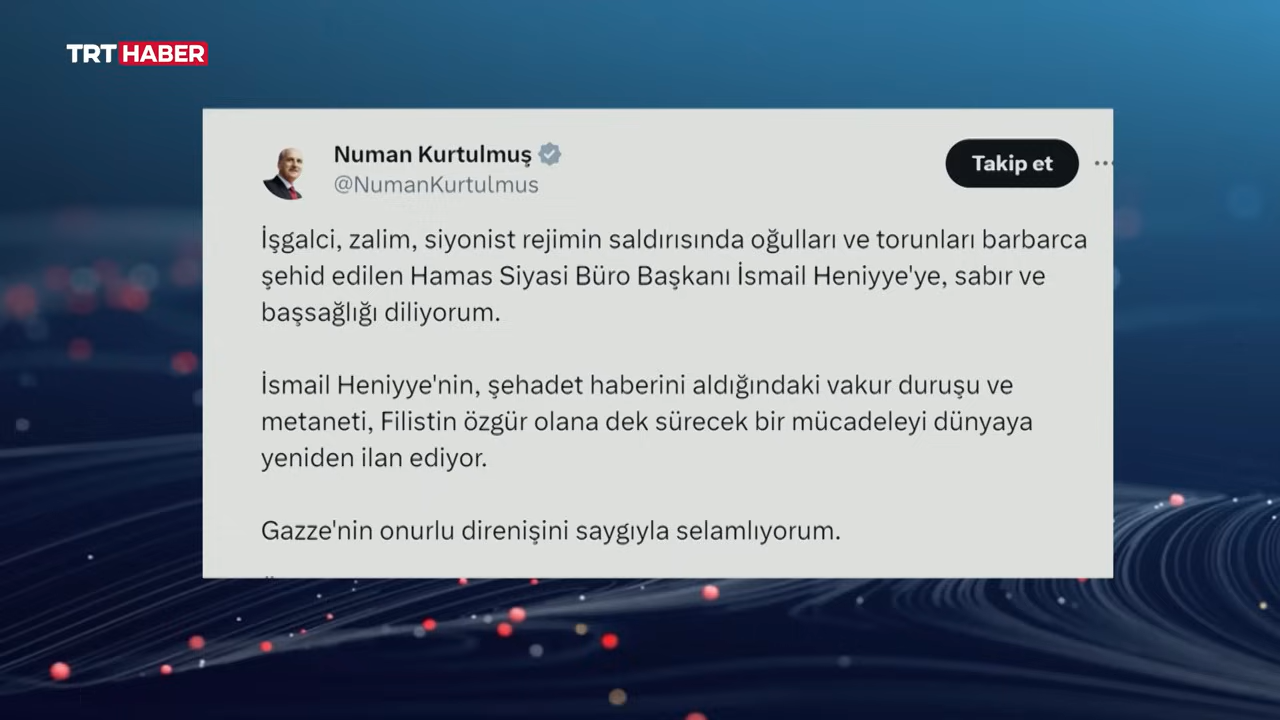 TRT HABER
Numan Kurtulmuş
@NumanKurtulmus
Takip et
İşgalci, zalim, siyonist rejimin saldırısında oğulları ve torunları barbarca
şehid edilen Hamas Siyasi Büro Başkanı İsmail Heniyye'ye, sabır ve
başsağlığı diliyorum.
İsmail Heniyye'nin, şehadet haberini aldığındaki vakur duruşu ve
metaneti, Filistin özgür olana dek sürecek bir mücadeleyi dünyaya
yeniden ilan ediyor.
Gazze'nin onurlu direnişini saygıyla selamlıyorum.